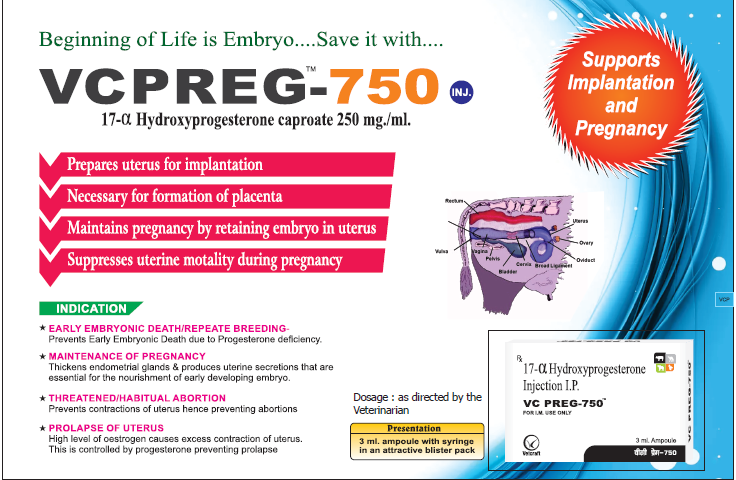 Beginning of Life is Embryo....Save it with....
VCPREG™-750 INJ.
17-α Hydroxyprogesterone caproate 250 mg./ml.
Supports
Implantation
and
Pregnancy
Prepares uterus for implantation
Necessary for formation of placenta
Maintains pregnancy by retaining embryo in uterus
Suppresses uterine motality during pregnancy
Rectum
Uterus
Ovary
Oviduct
Vulva
Vagina
Pelvis
Cervix
Broad Ligament
Bladder
VCP
INDICATION
★ EARLY EMBRYONIC DEATH/REPEATE BREEDING-
Prevents Early Embryonic Death due to Progesterone deficiency.
★ MAINTENANCE OF PREGNANCY
Thickens endometrial glands & produces uterine secretions that are
essential for the nourishment of early developing embryo.
★ THREATENED/HABITUAL ABORTION
Prevents contractions of uterus hence preventing abortions
★ PROLAPSE OF UTERUS
High level of oestrogen causes excess contraction of uterus.
This is controlled by progesterone preventing prolapse
Dosage : as directed by the
Veterinarian
Presentation
3 ml. ampoule with syringe
in an attractive blister pack
℞
17-α Hydroxyprogesterone
Injection I.P.
VC PREG-750™
FOR I.M. USE ONLY
Vetcraft
3 ml. Ampoule
वीसी प्रेग-750
VC PREG-750™